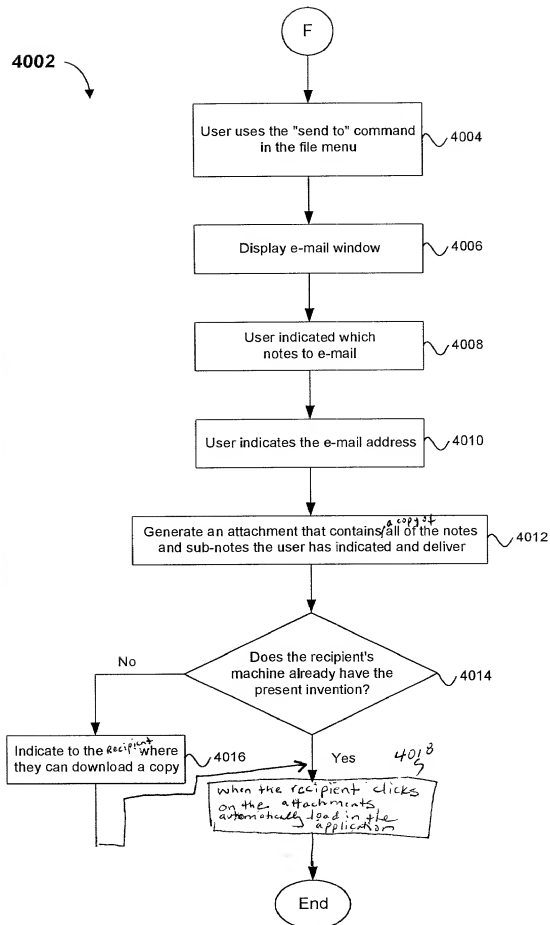 F
4002
User uses the "send to" command
in the file menu
4004
Display e-mail window
4006
User indicated which
notes to e-mail
4008
User indicates the e-mail address
4010
a copy of
Generate an attachment that contains all of the notes
and sub-notes the user has indicated and deliver
4012
Does the recipient's
machine already have the
present invention?
4014
No
Yes
Indicate to the Recipient where
they can download a copy
4016
4018
when the recipient clicks
on the attachments
automatically load in the
application
End